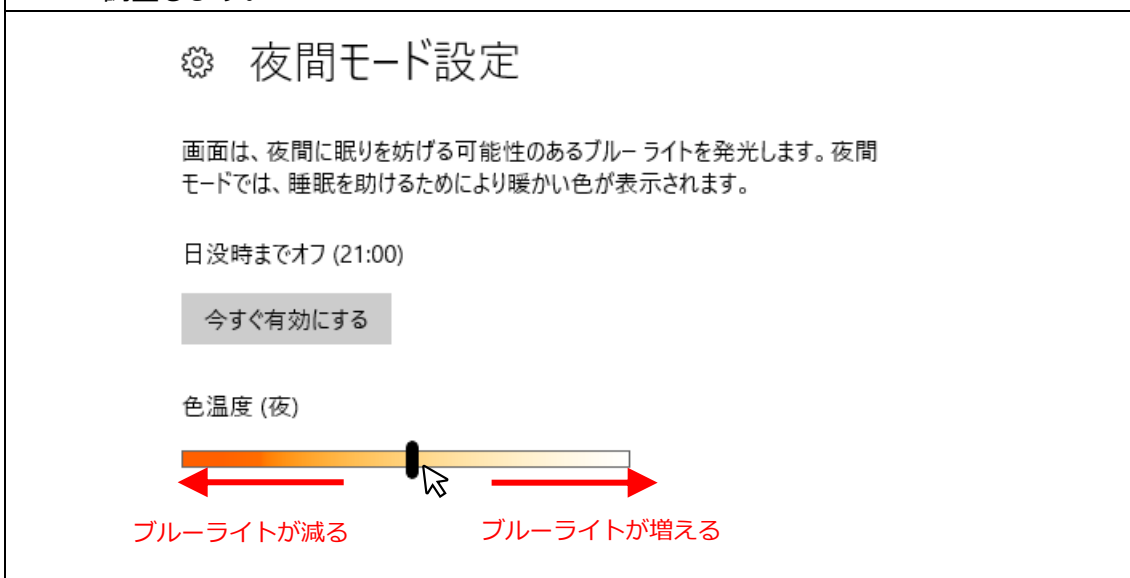 夜間モード設定
画面は、夜間に眠りを妨げる可能性のあるブルー ライトを発光します。夜間
モードでは、睡眠を助けるためにより暖かい色が表示されます。
日没時までオフ (21:00)
今すぐ有効にする
色温度 (夜)
ブルーライトが減る
ブルーライトが増える